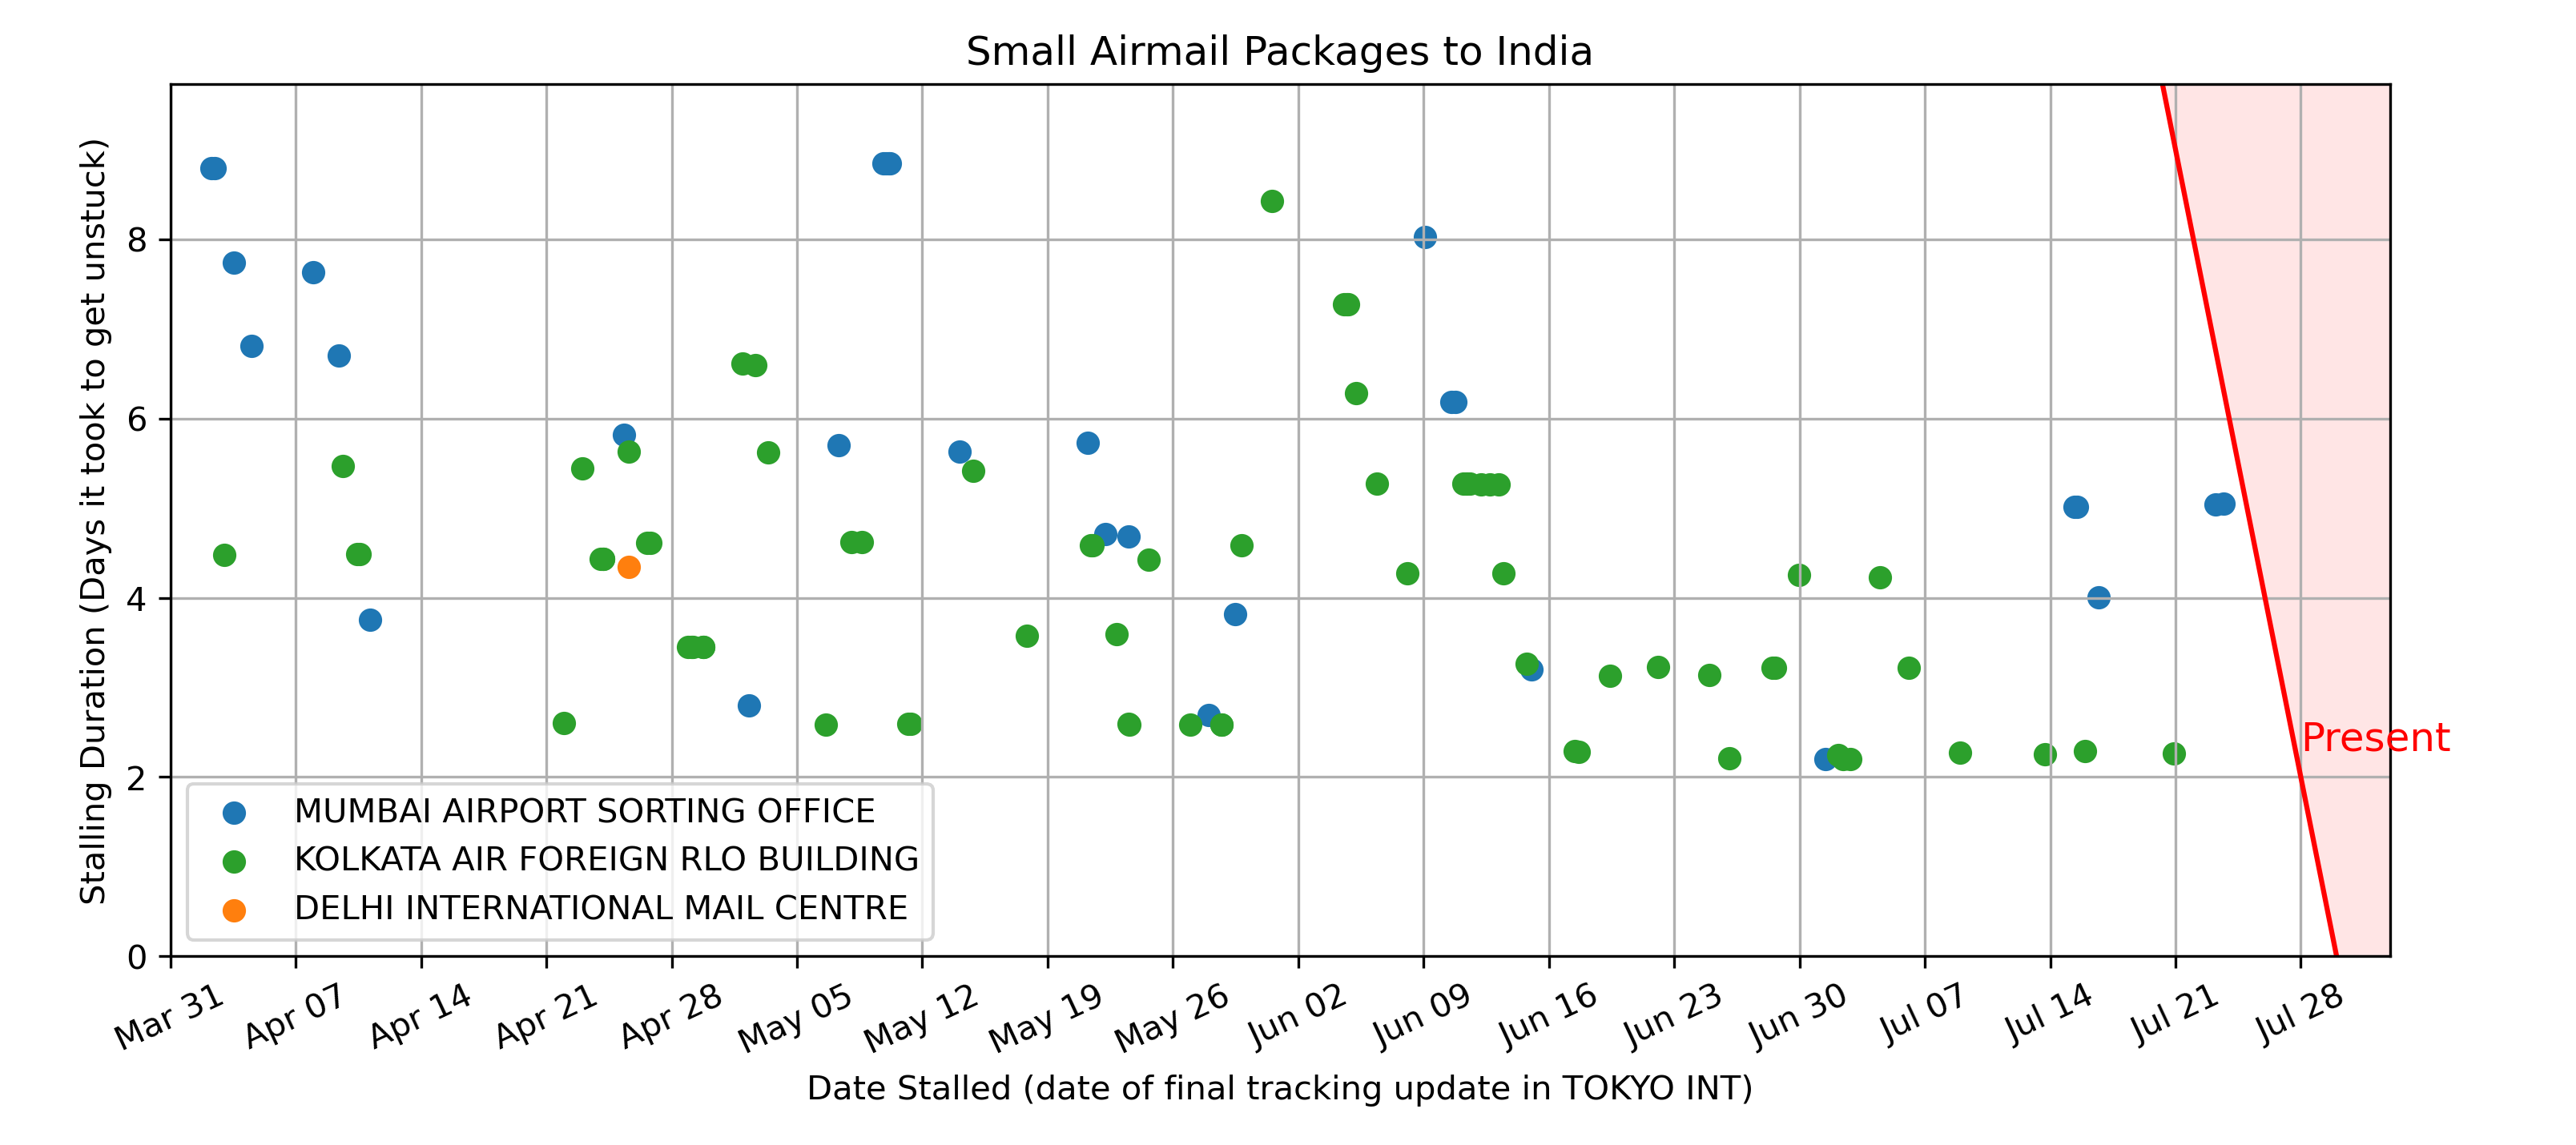 Small Airmail Packages to India
Stalling Duration (Days it took to get unstuck)
8
6
4
2
0
Present
MUMBAI AIRPORT SORTING OFFICE
KOLKATA AIR FOREIGN RLO BUILDING
DELHI INTERNATIONAL MAIL CENTRE
Mar 31
Apr 07
Apr 14
Apr 21
Apr 28
May 05
May 12
May 19
May 26
Jun 02
Jun 09
Jun 16
Jun 23
Jun 30
Jul 07
Jul 14
Jul 21
Jul 28
Date Stalled (date of final tracking update in TOKYO INT)